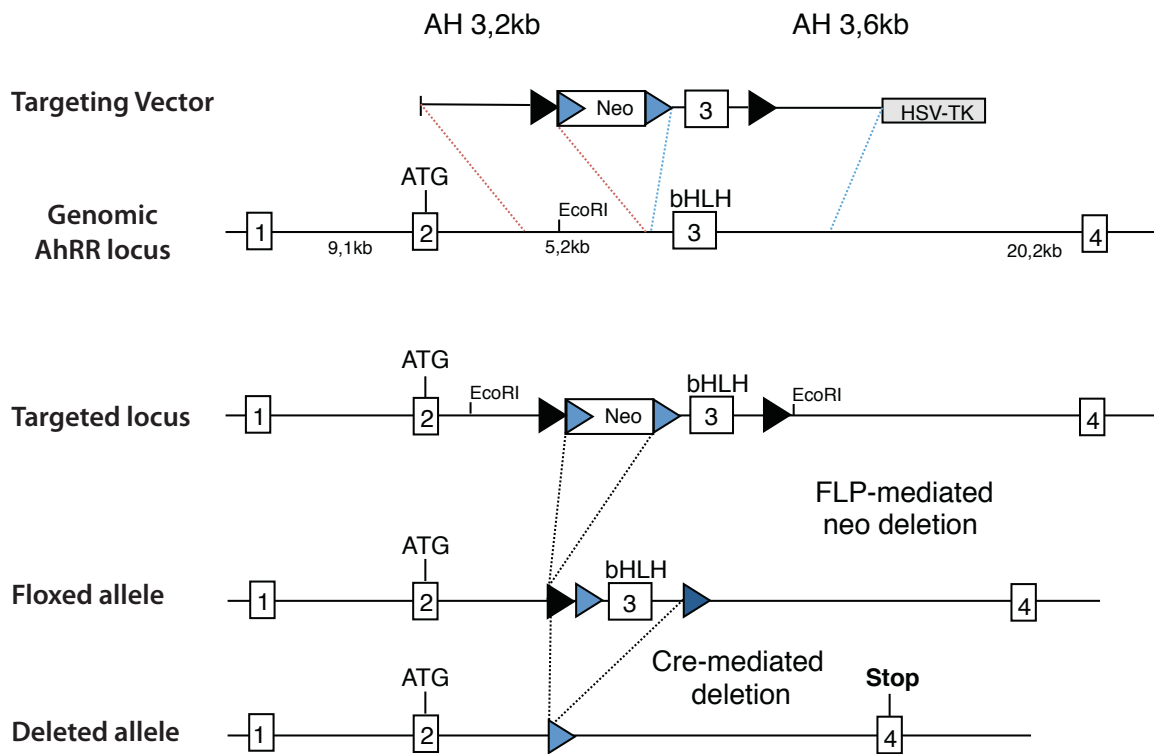 AH 3,2kb
AH 3,6kb
Targeting Vector
Neo
3
HSV-TK
ATG
bHLH
Genomic
AhRR locus
EcoRI
1
2
3
4
9,1kb
5,2kb
20,2kb
ATG
bHLH
EcoRI
EcoRI
Targeted locus
1
2
Neo
3
4
FLP-mediated
neo deletion
ATG
bHLH
Floxed allele
1
2
3
4
Cre-mediated
deletion
ATG
Stop
Deleted allele
1
2
4